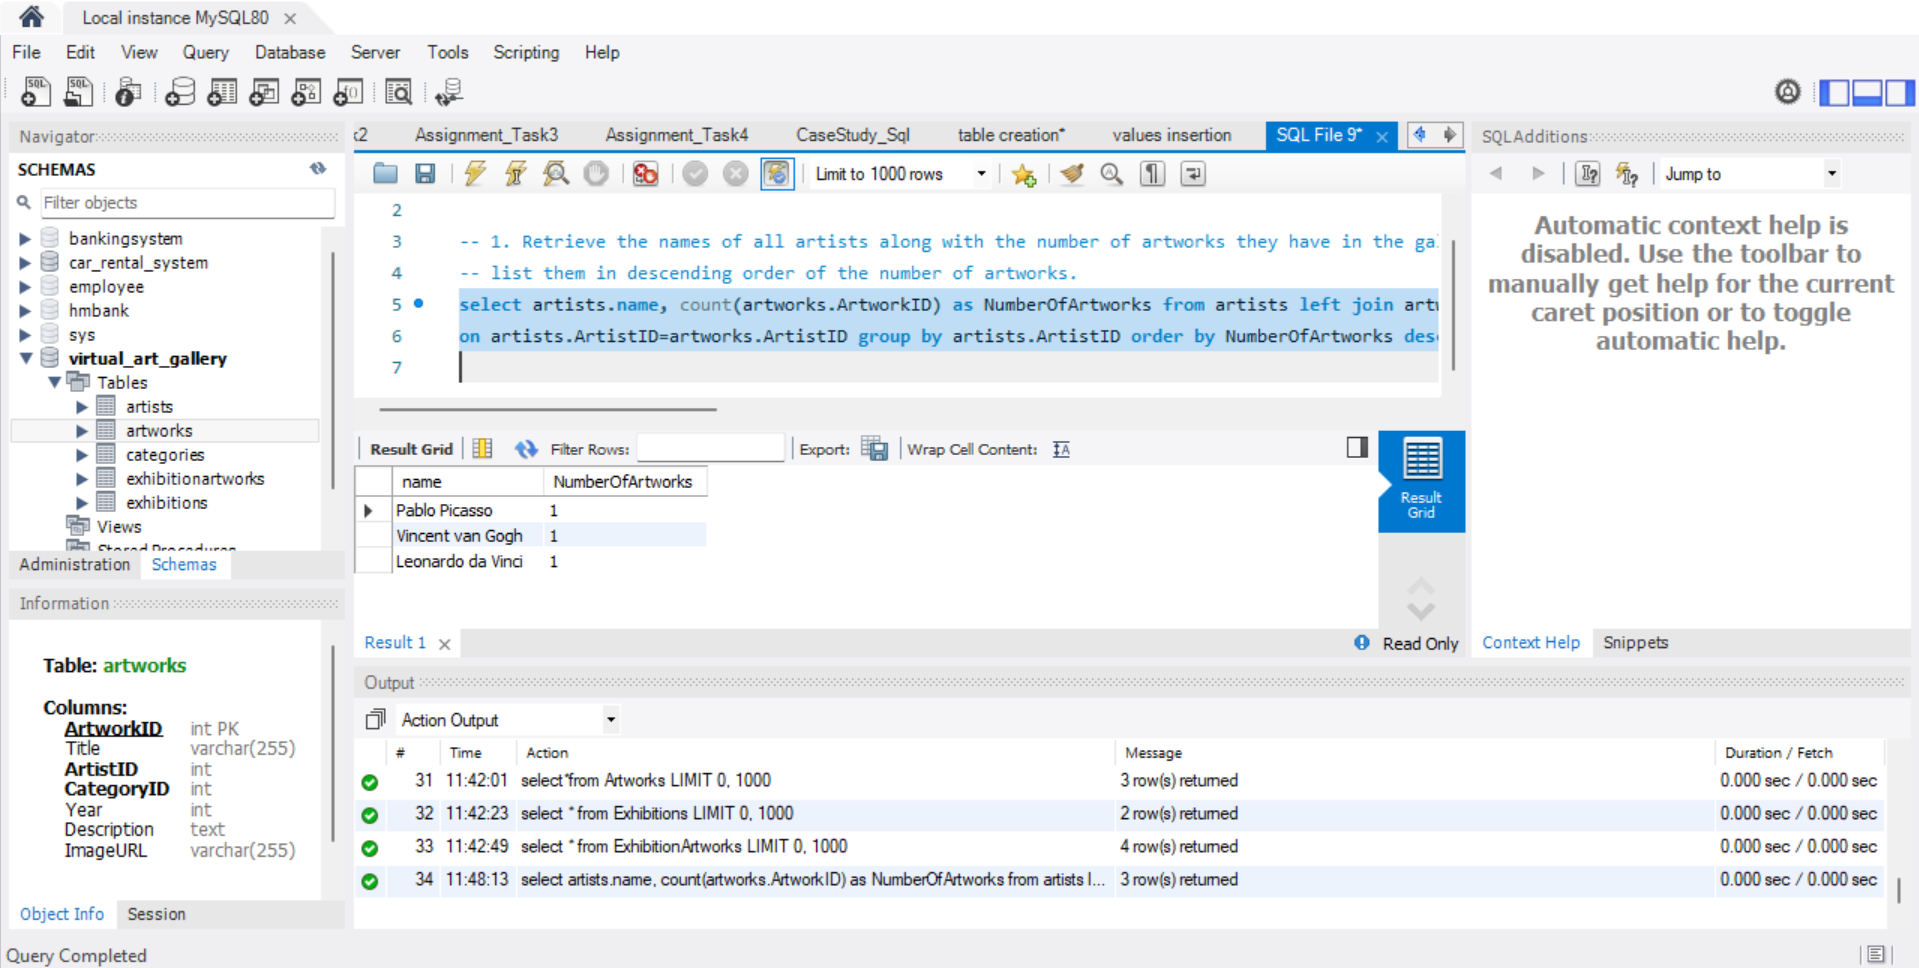 Local instance MySQL80
File Edit View Query Database Server Tools Scripting Help
Navigator
SCHEMAS
Filter objects
bankingsystem
car_rental_system
employee
hmbank
sys
virtual_art_gallery
Tables
artists
artworks
categories
exhibitionartworks
exhibitions
Views
Stored Procedures
Administration Schemas
Information
Table: artworks
Columns:
ArtworkID int PK
Title varchar(255)
ArtistID int
CategoryID int
Year int
Description text
ImageURL varchar(255)
Object Info Session
Query Completed
k2 Assignment_Task3 Assignment_Task4 CaseStudy_Sql table creation* values insertion SQL File 9*
Limit to 1000 rows
2
3 -- 1. Retrieve the names of all artists along with the number of artworks they have in the ga
4 -- list them in descending order of the number of artworks.
5 select artists.name, count(artworks.ArtworkID) as NumberOfArtworks from artists left join art
6 on artists.ArtistID=artworks.ArtistID group by artists.ArtistID order by NumberOfArtworks des
7
Result Grid Filter Rows: Export: Wrap Cell Content:
name NumberOfArtworks
Pablo Picasso 1
Vincent van Gogh 1
Leonardo da Vinci 1
Result Grid
Result 1 Read Only
SQLAdditions
Jump to
Automatic context help is
disabled. Use the toolbar to
manually get help for the current
caret position or to toggle
automatic help.
Context Help Snippets
Output
Action Output
# Time Action Message Duration / Fetch
31 11:42:01 select*from Artworks LIMIT 0, 1000 3 row(s) returned 0.000 sec / 0.000 sec
32 11:42:23 select * from Exhibitions LIMIT 0, 1000 2 row(s) returned 0.000 sec / 0.000 sec
33 11:42:49 select * from ExhibitionArtworks LIMIT 0, 1000 4 row(s) returned 0.000 sec / 0.000 sec
34 11:48:13 select artists.name, count(artworks.ArtworkID) as NumberOfArtworks from artists l... 3 row(s) returned 0.000 sec / 0.000 sec